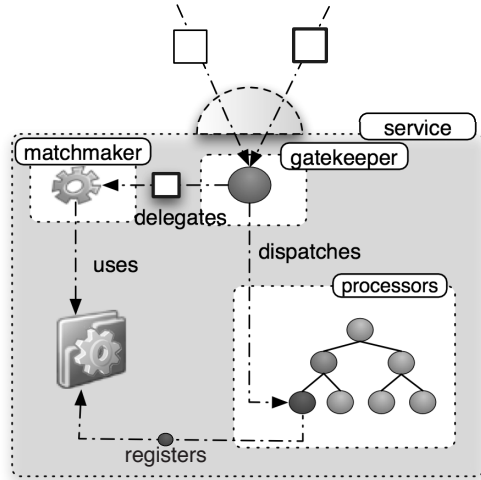 service
matchmaker
gatekeeper
delegates
dispatches
uses
processors
registers